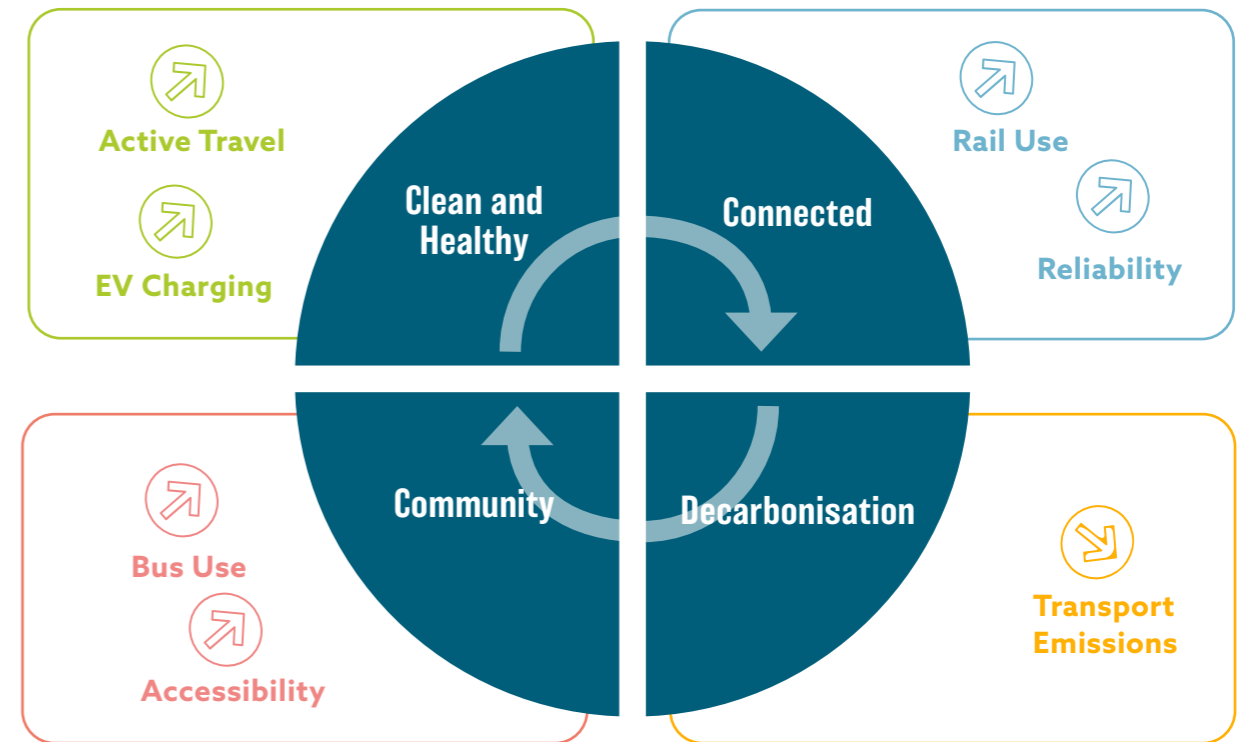 Active Travel
EV Charging
Clean and
Healthy
Connected
Rail Use
Reliability
Bus Use
Accessibility
Community
Decarbonisation
Transport
Emissions